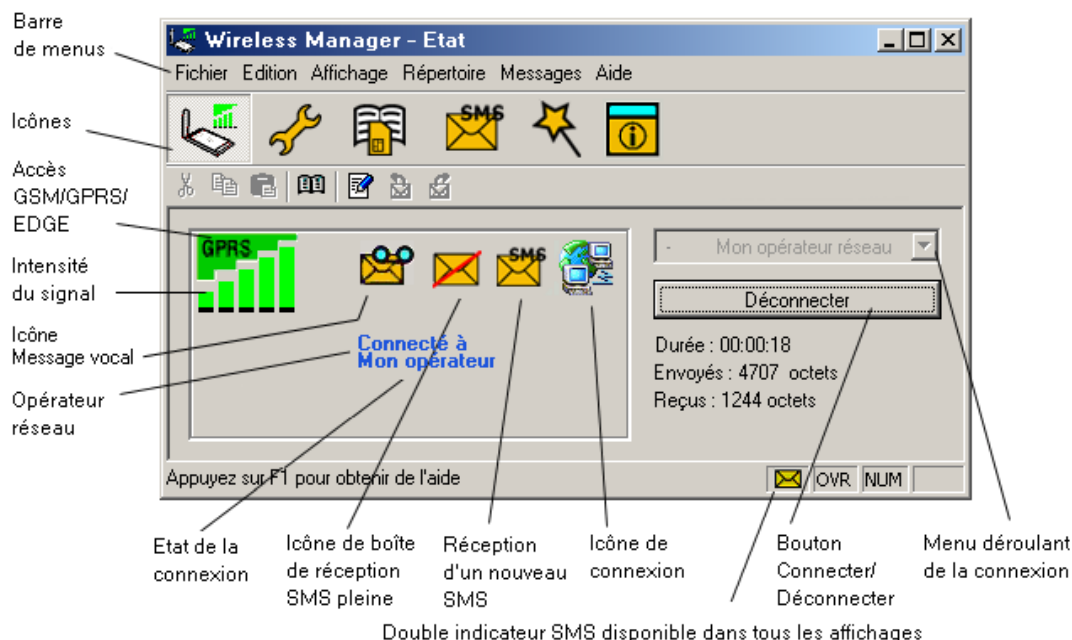 Barre
de menus
Wireless Manager - Etat
Fichier Edition Affichage Répertoire Messages Aide
Icônes
SMS
Accès
GSM/GPRS/
EDGE
GPRS
SMS
- Mon opérateur réseau
Intensité
du signal
Déconnecter
Icône
Message vocal
Connecté à
Mon opérateur
Durée : 00:00:18
Envoyés : 4707 octets
Reçus : 1244 octets
Opérateur
réseau
Appuyez sur F1 pour obtenir de l'aide
OVR NUM
Etat de la
connexion
Icône de boîte
de réception
SMS pleine
Réception
d'un nouveau
SMS
Icône de
connexion
Bouton
Connecter/
Déconnecter
Menu déroulant
de la connexion
Double indicateur SMS disponible dans tous les affichages